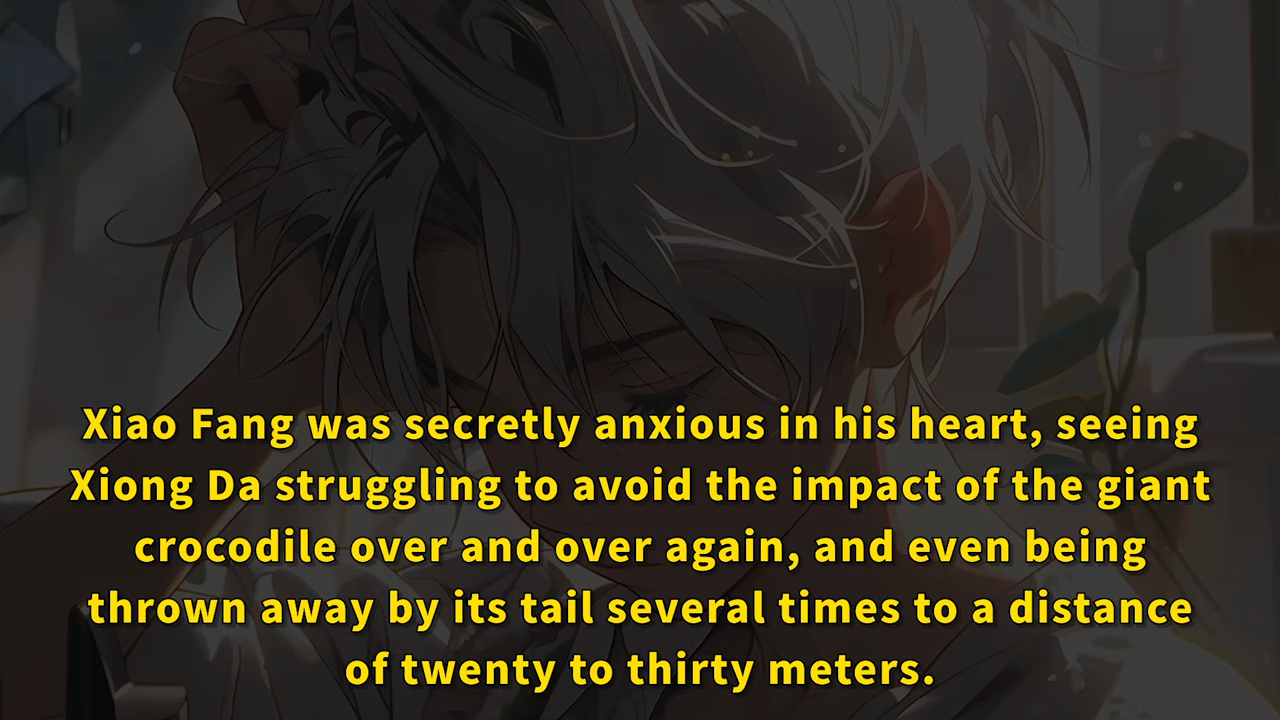 Xiao Fang was secretly anxious in his heart, seeing
Xiong Da struggling to avoid the impact of the giant
crocodile over and over again, and even being
thrown away by its tail several times to a distance
of twenty to thirty meters.